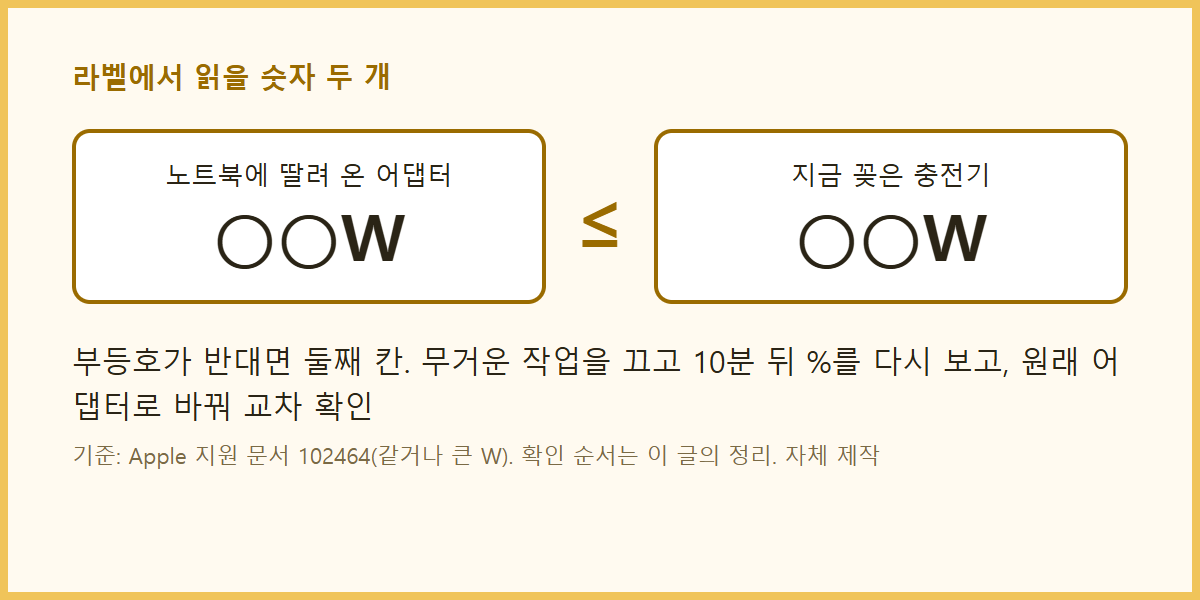 라벨에서 읽을 숫자 두 개
노트북에 딸려 온 어댑터
○○W
≤
지금 꽂은 충전기
○○W
부등호가 반대면 둘째 칸. 무거운 작업을 끄고 10분 뒤 %를 다시 보고, 원래 어
댑터로 바꿔 교차 확인
기준: Apple 지원 문서 102464(같거나 큰 W). 확인 순서는 이 글의 정리. 자체 제작